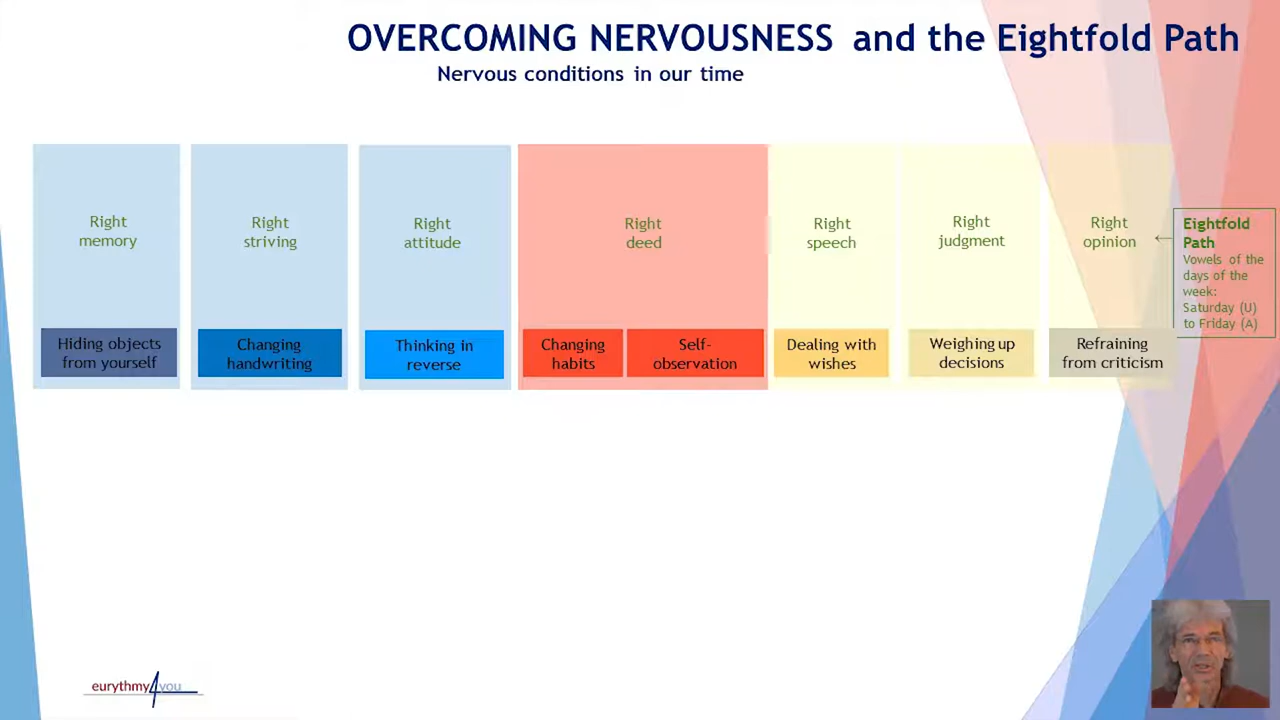 OVERCOMING NERVOUSNESS and the Eightfold Path
Nervous conditions in our time
Right
memory
Right
striving
Right
attitude
Right
deed
Right
speech
Right
judgment
Right
opinion
←
Eightfold
Path
Vowels of the
days of the
week:
Saturday (U)
to Friday (A)
Hiding objects
from yourself
Changing
handwriting
Thinking in
reverse
Changing
habits
Self-
observation
Dealing with
wishes
Weighing up
decisions
Refraining
from criticism
eurythmy4you